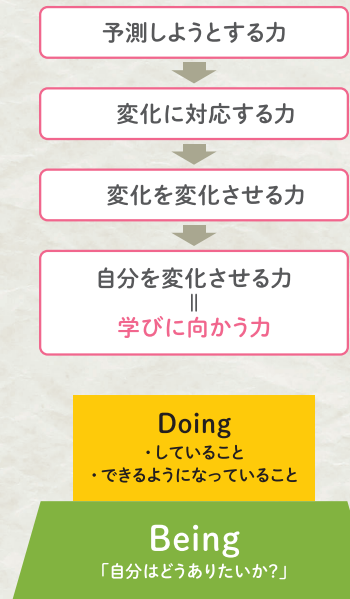 予測しようとする力
変化に対応する力
変化を変化させる力
自分を変化させる力
||
学びに向かう力
Doing
・していること
・できるようになっていること
Being
「自分はどうありたいか?」